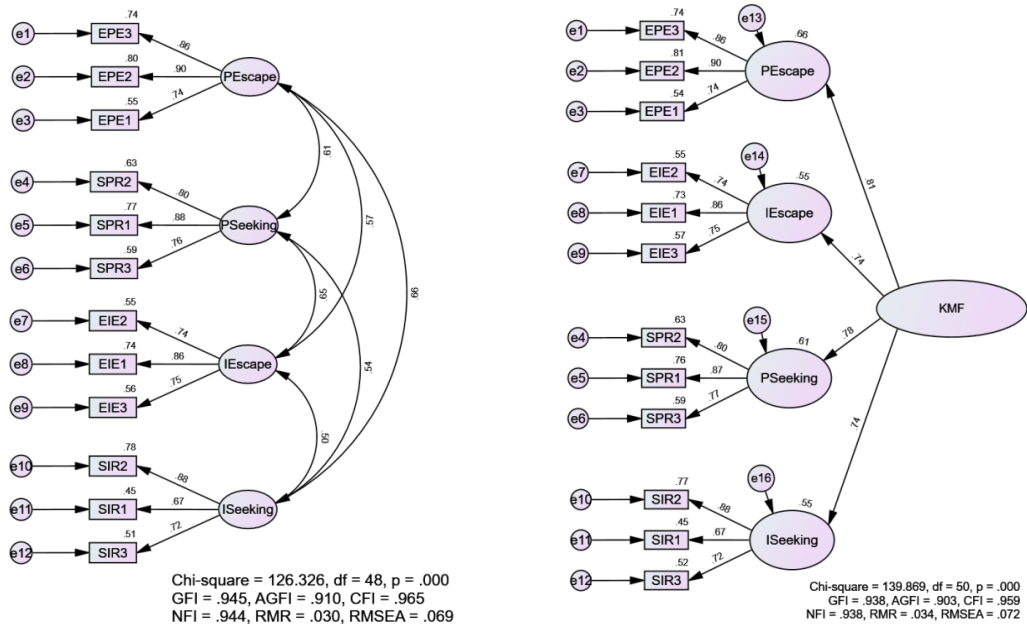 e1
.74
EPE3
.86
e2
.80
EPE2
.90
PEscape
e3
.55
EPE1
.74
.61
.57
.66
e4
.63
SPR2
.80
e5
.77
SPR1
.88
PSeeking
e6
.59
SPR3
.76
.65
.54
e7
.55
EIE2
.74
e8
.74
EIE1
.86
IEscape
e9
.56
EIE3
.75
.50
e10
.78
SIR2
.88
e11
.45
SIR1
.67
ISeeking
e12
.51
SIR3
.72
Chi-square = 126.326, df = 48, p = .000
GFI = .945, AGFI = .910, CFI = .965
NFI = .944, RMR = .030, RMSEA = .069
e1
.74
EPE3
.86
e13
.66
e2
.81
EPE2
.90
PEscape
e3
.54
EPE1
.74
.81
e7
.55
EIE2
.74
e14
.55
e8
.73
EIE1
.86
IEscape
e9
.57
EIE3
.75
.74
KMF
e4
.63
SPR2
.80
e15
.61
.78
e5
.76
SPR1
.87
PSeeking
e6
.59
SPR3
.77
.74
e10
.77
SIR2
.88
e16
.55
e11
.45
SIR1
.67
ISeeking
e12
.52
SIR3
.72
Chi-square = 139.869, df = 50, p = .000
GFI = .938, AGFI = .903, CFI = .959
NFI = .938, RMR = .034, RMSEA = .072